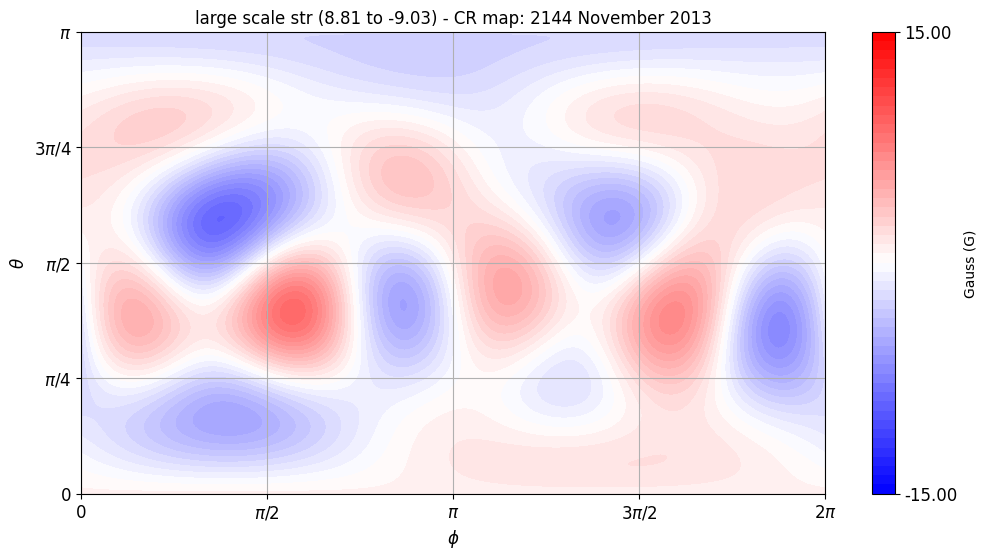 large scale str (8.81 to -9.03) - CR map: 2144 November 2013
π
3π/4
π/2
π/4
0
θ
0
π/2
π
3π/2
2π
ϕ
15.00
-15.00
Gauss (G)